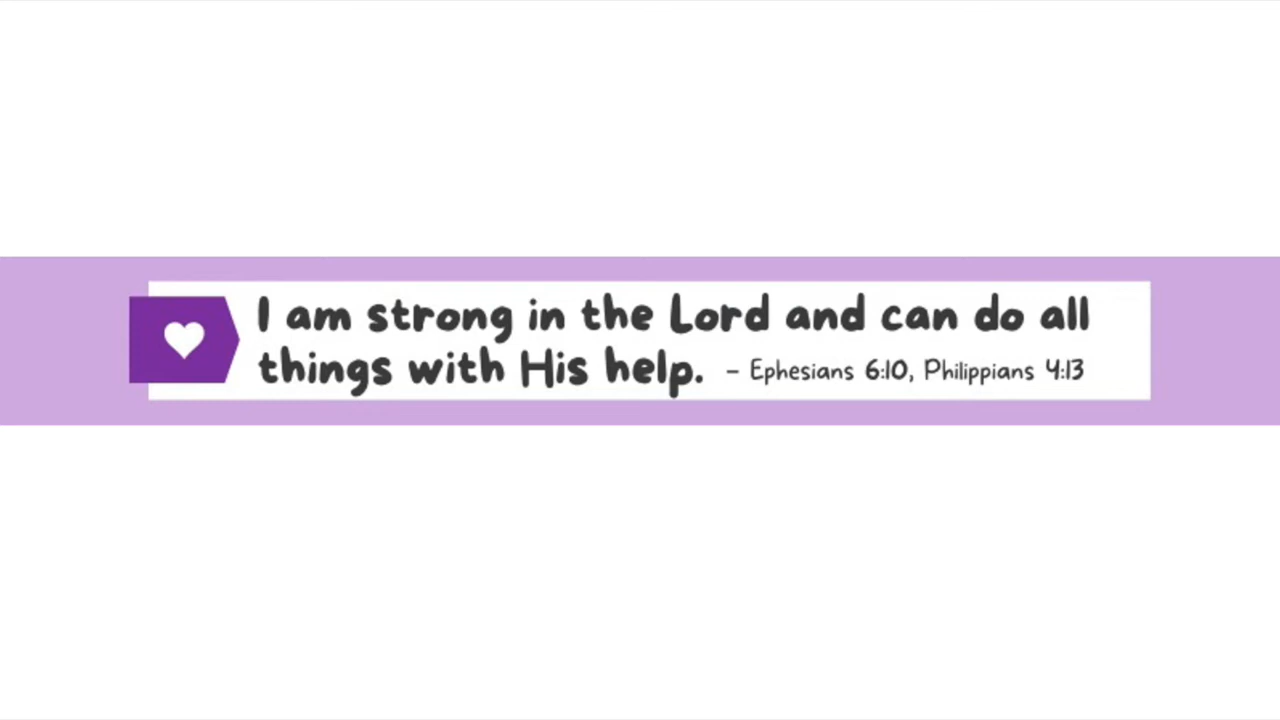 I am strong in the Lord and can do all
things with His help. - Ephesians 6:10, Philippians 4:13